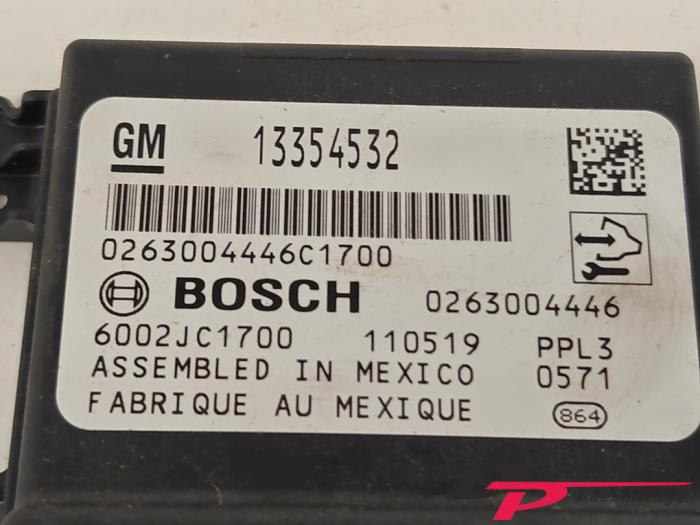 GM 13354532
0263004446C1700
BOSCH 0263004446
6002JC1700 110519 PPL3
ASSEMBLED IN MEXICO 0571
FABRIQUE AU MEXIQUE 864
P